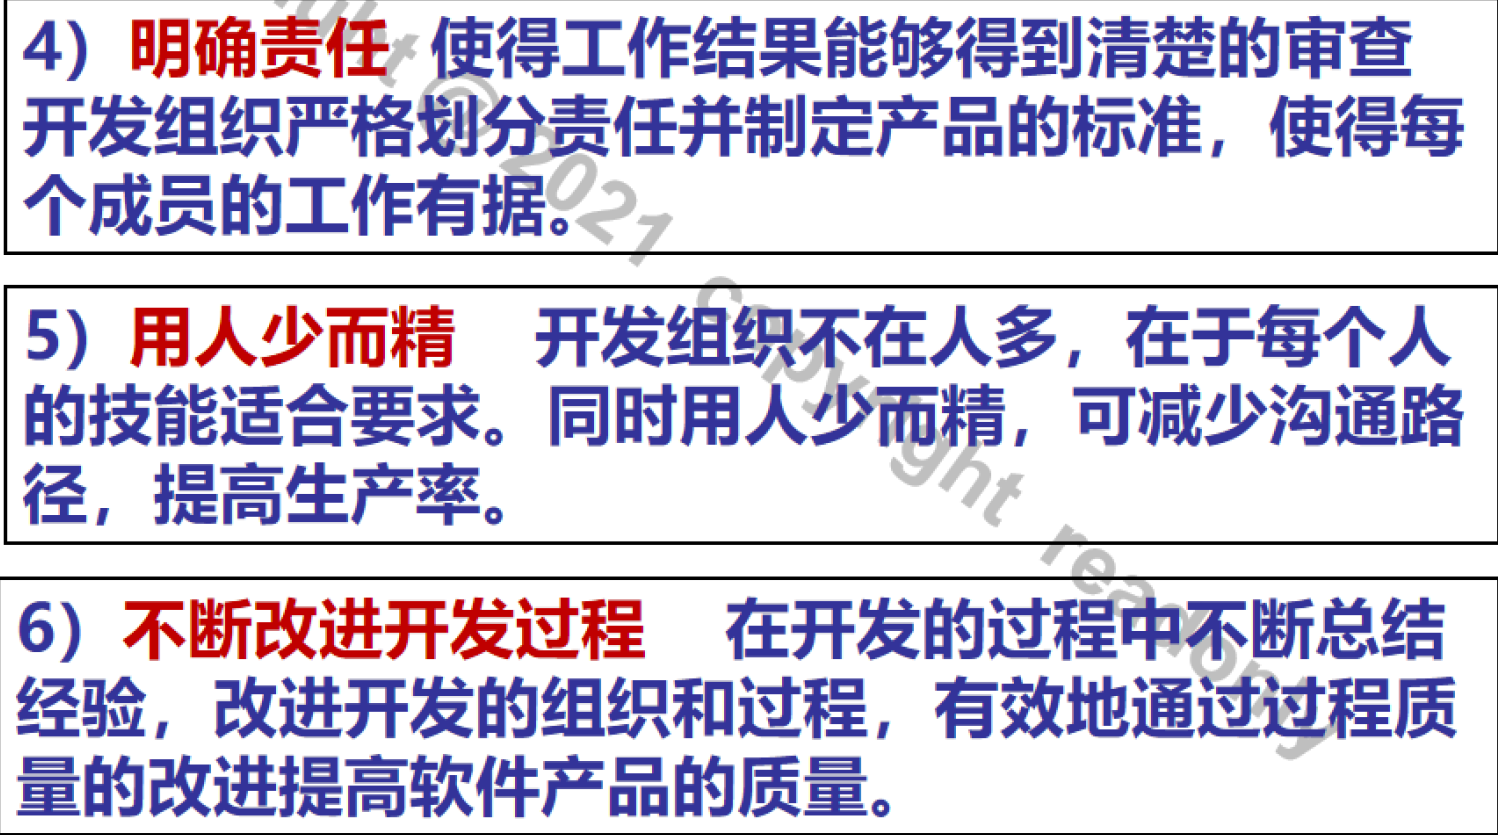 4）明确责任 使得工作结果能够得到清楚的审查
开发组织严格划分责任并制定产品的标准，使得每
个成员的工作有据。
5）用人少而精 开发组织不在人多，在于每个人
的技能适合要求。同时用人少而精，可减少沟通路
径，提高生产率。
6）不断改进开发过程 在开发的过程中不断总结
经验，改进开发的组织和过程，有效地通过过程质
量的改进提高软件产品的质量。
ght @ 2021 copyright readonly